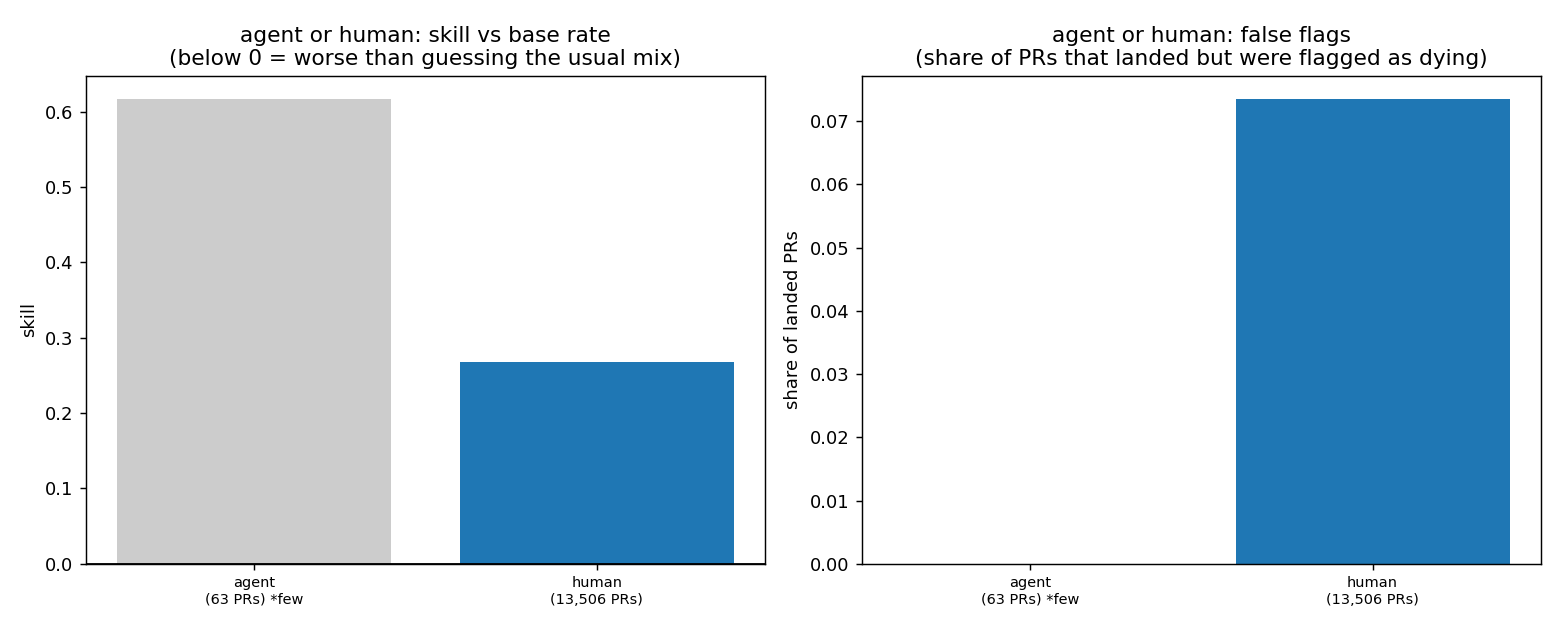 agent or human: skill vs base rate
(below 0 = worse than guessing the usual mix)
skill
0.6
0.5
0.4
0.3
0.2
0.1
0.0
agent
(63 PRs) *few
human
(13,506 PRs)
agent or human: false flags
(share of PRs that landed but were flagged as dying)
share of landed PRs
0.07
0.06
0.05
0.04
0.03
0.02
0.01
0.00
agent
(63 PRs) *few
human
(13,506 PRs)